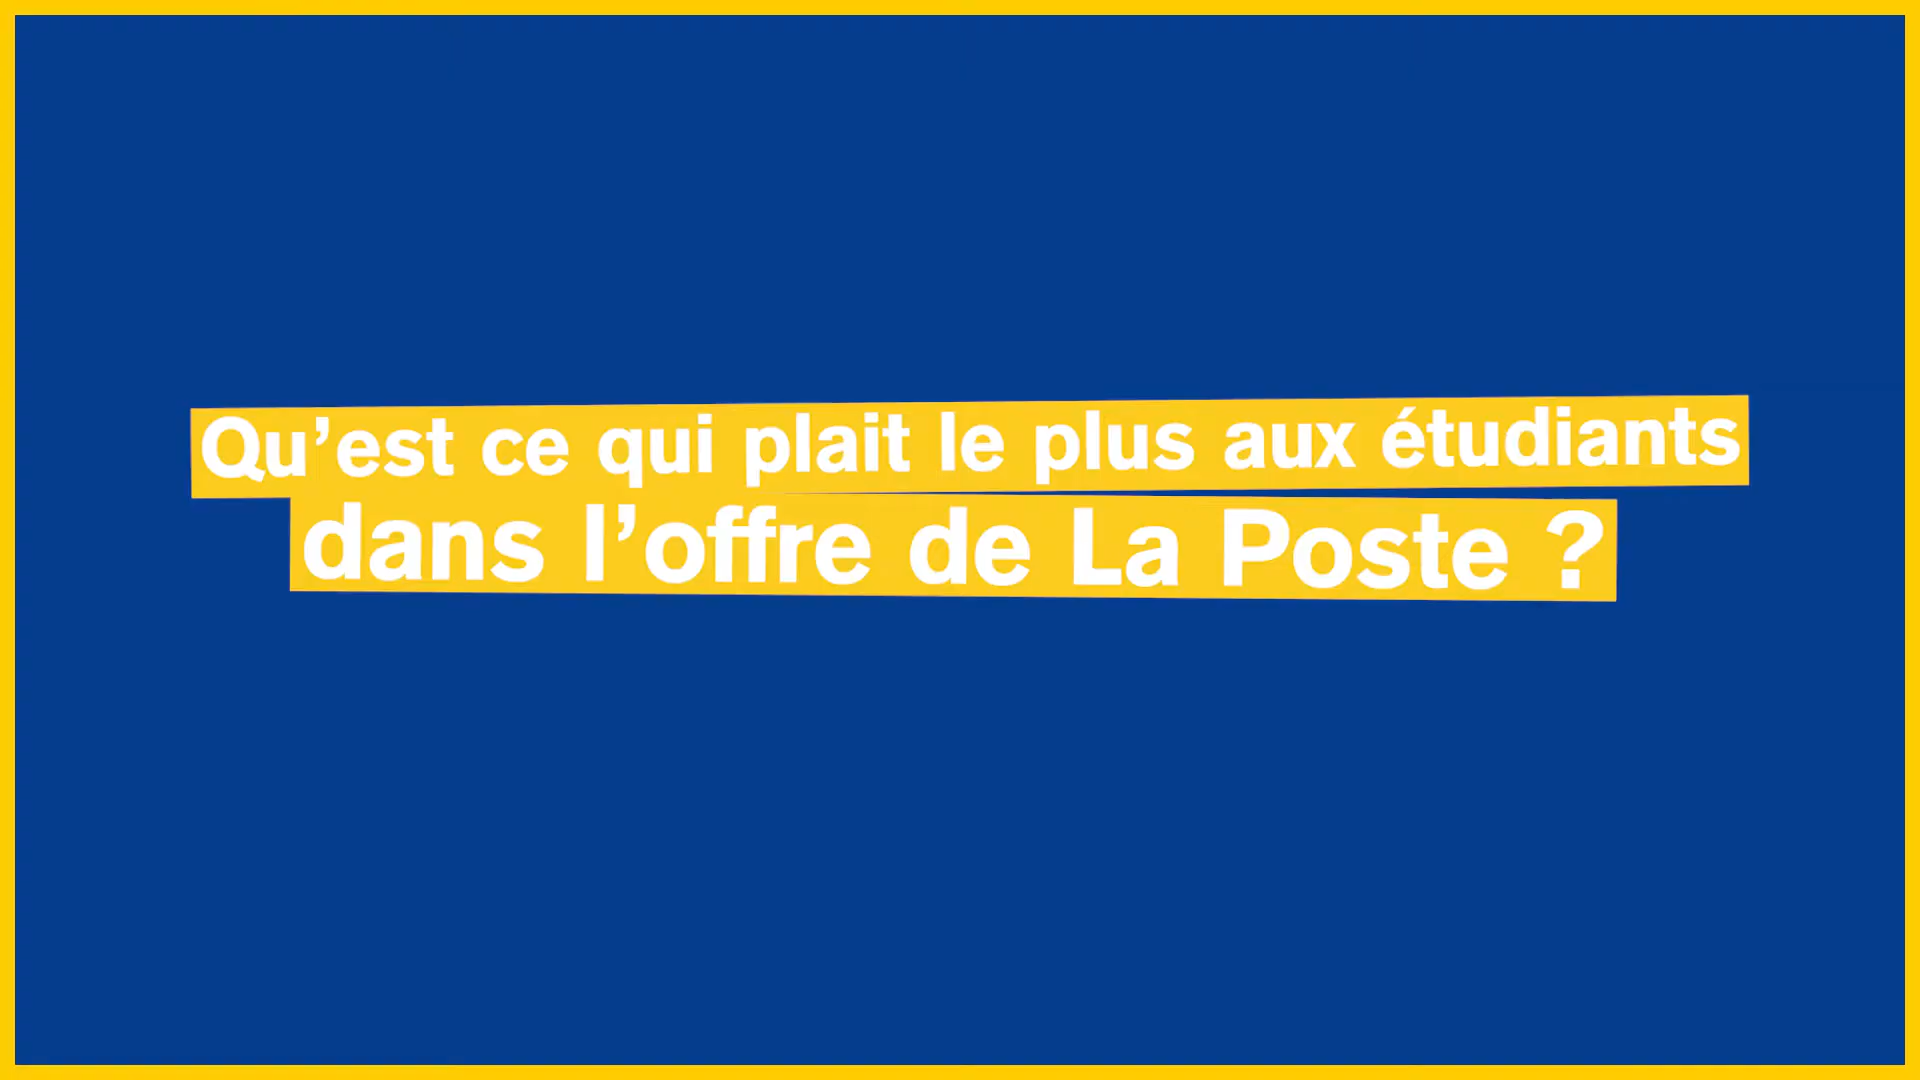 Qu’est ce qui plait le plus aux étudiants
dans l’offre de La Poste ?